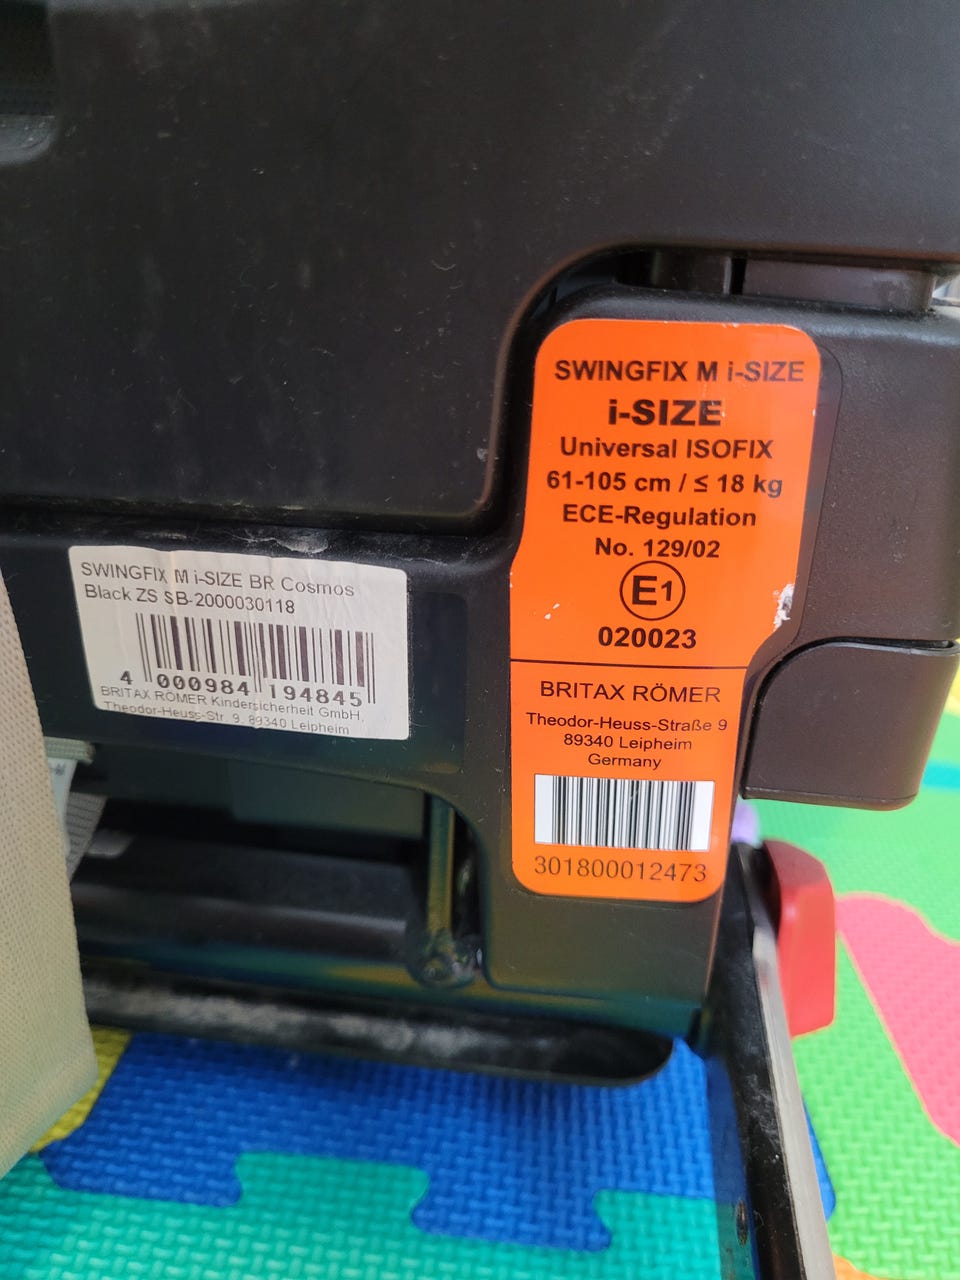 SWINGFIX M i-SIZE
i-SIZE
Universal ISOFIX
61-105 cm / ≤ 18 kg
ECE-Regulation
No. 129/02
E1
020023
BRITAX RÖMER
Theodor-Heuss-Straße 9
89340 Leipheim
Germany
301800012473
SWINGFIX M i-SIZE BR Cosmos
Black ZS SB-2000030118
4 000984 194845
BRITAX RÖMER Kindersicherheit GmbH,
Theodor-Heuss-Str. 9, 89340 Leipheim